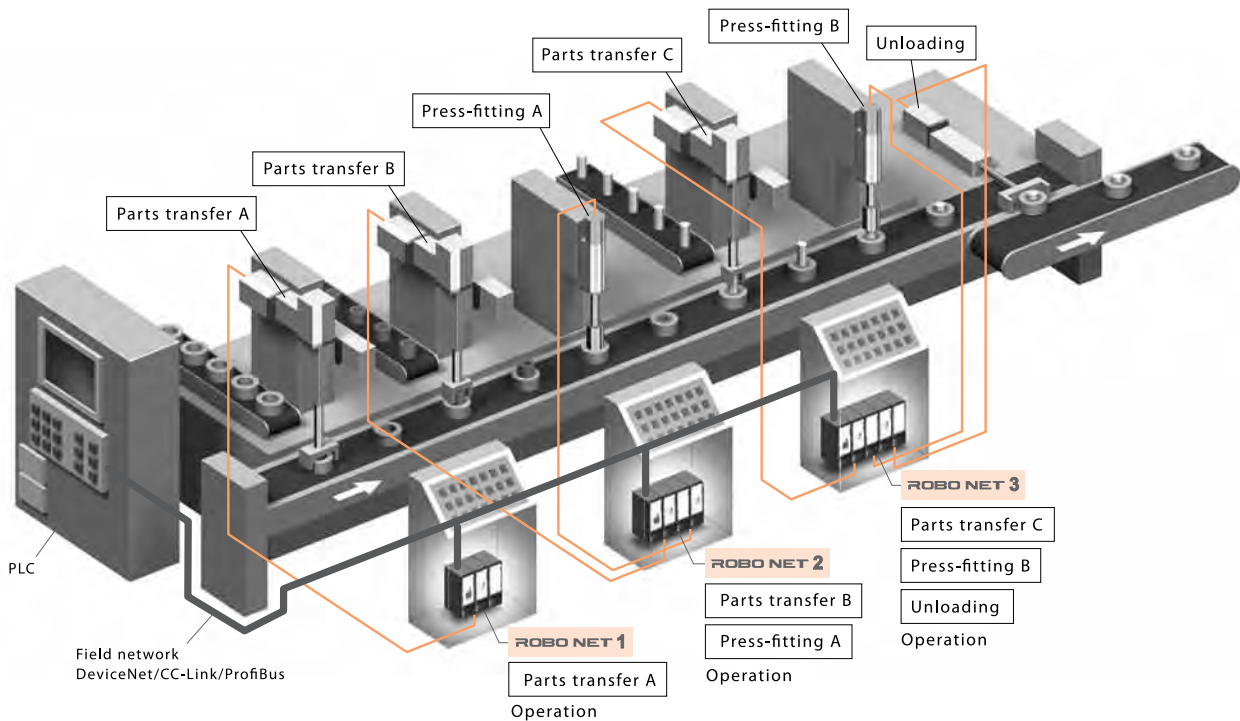 Press-fitting B
Unloading
Parts transfer C
Press-fitting A
Parts transfer B
Parts transfer A
PLC
Field network
DeviceNet/CC-Link/ProfiBus
ROBO NET 1
Parts transfer A
Operation
ROBO NET 2
Parts transfer B
Press-fitting A
Operation
ROBO NET 3
Parts transfer C
Press-fitting B
Unloading
Operation